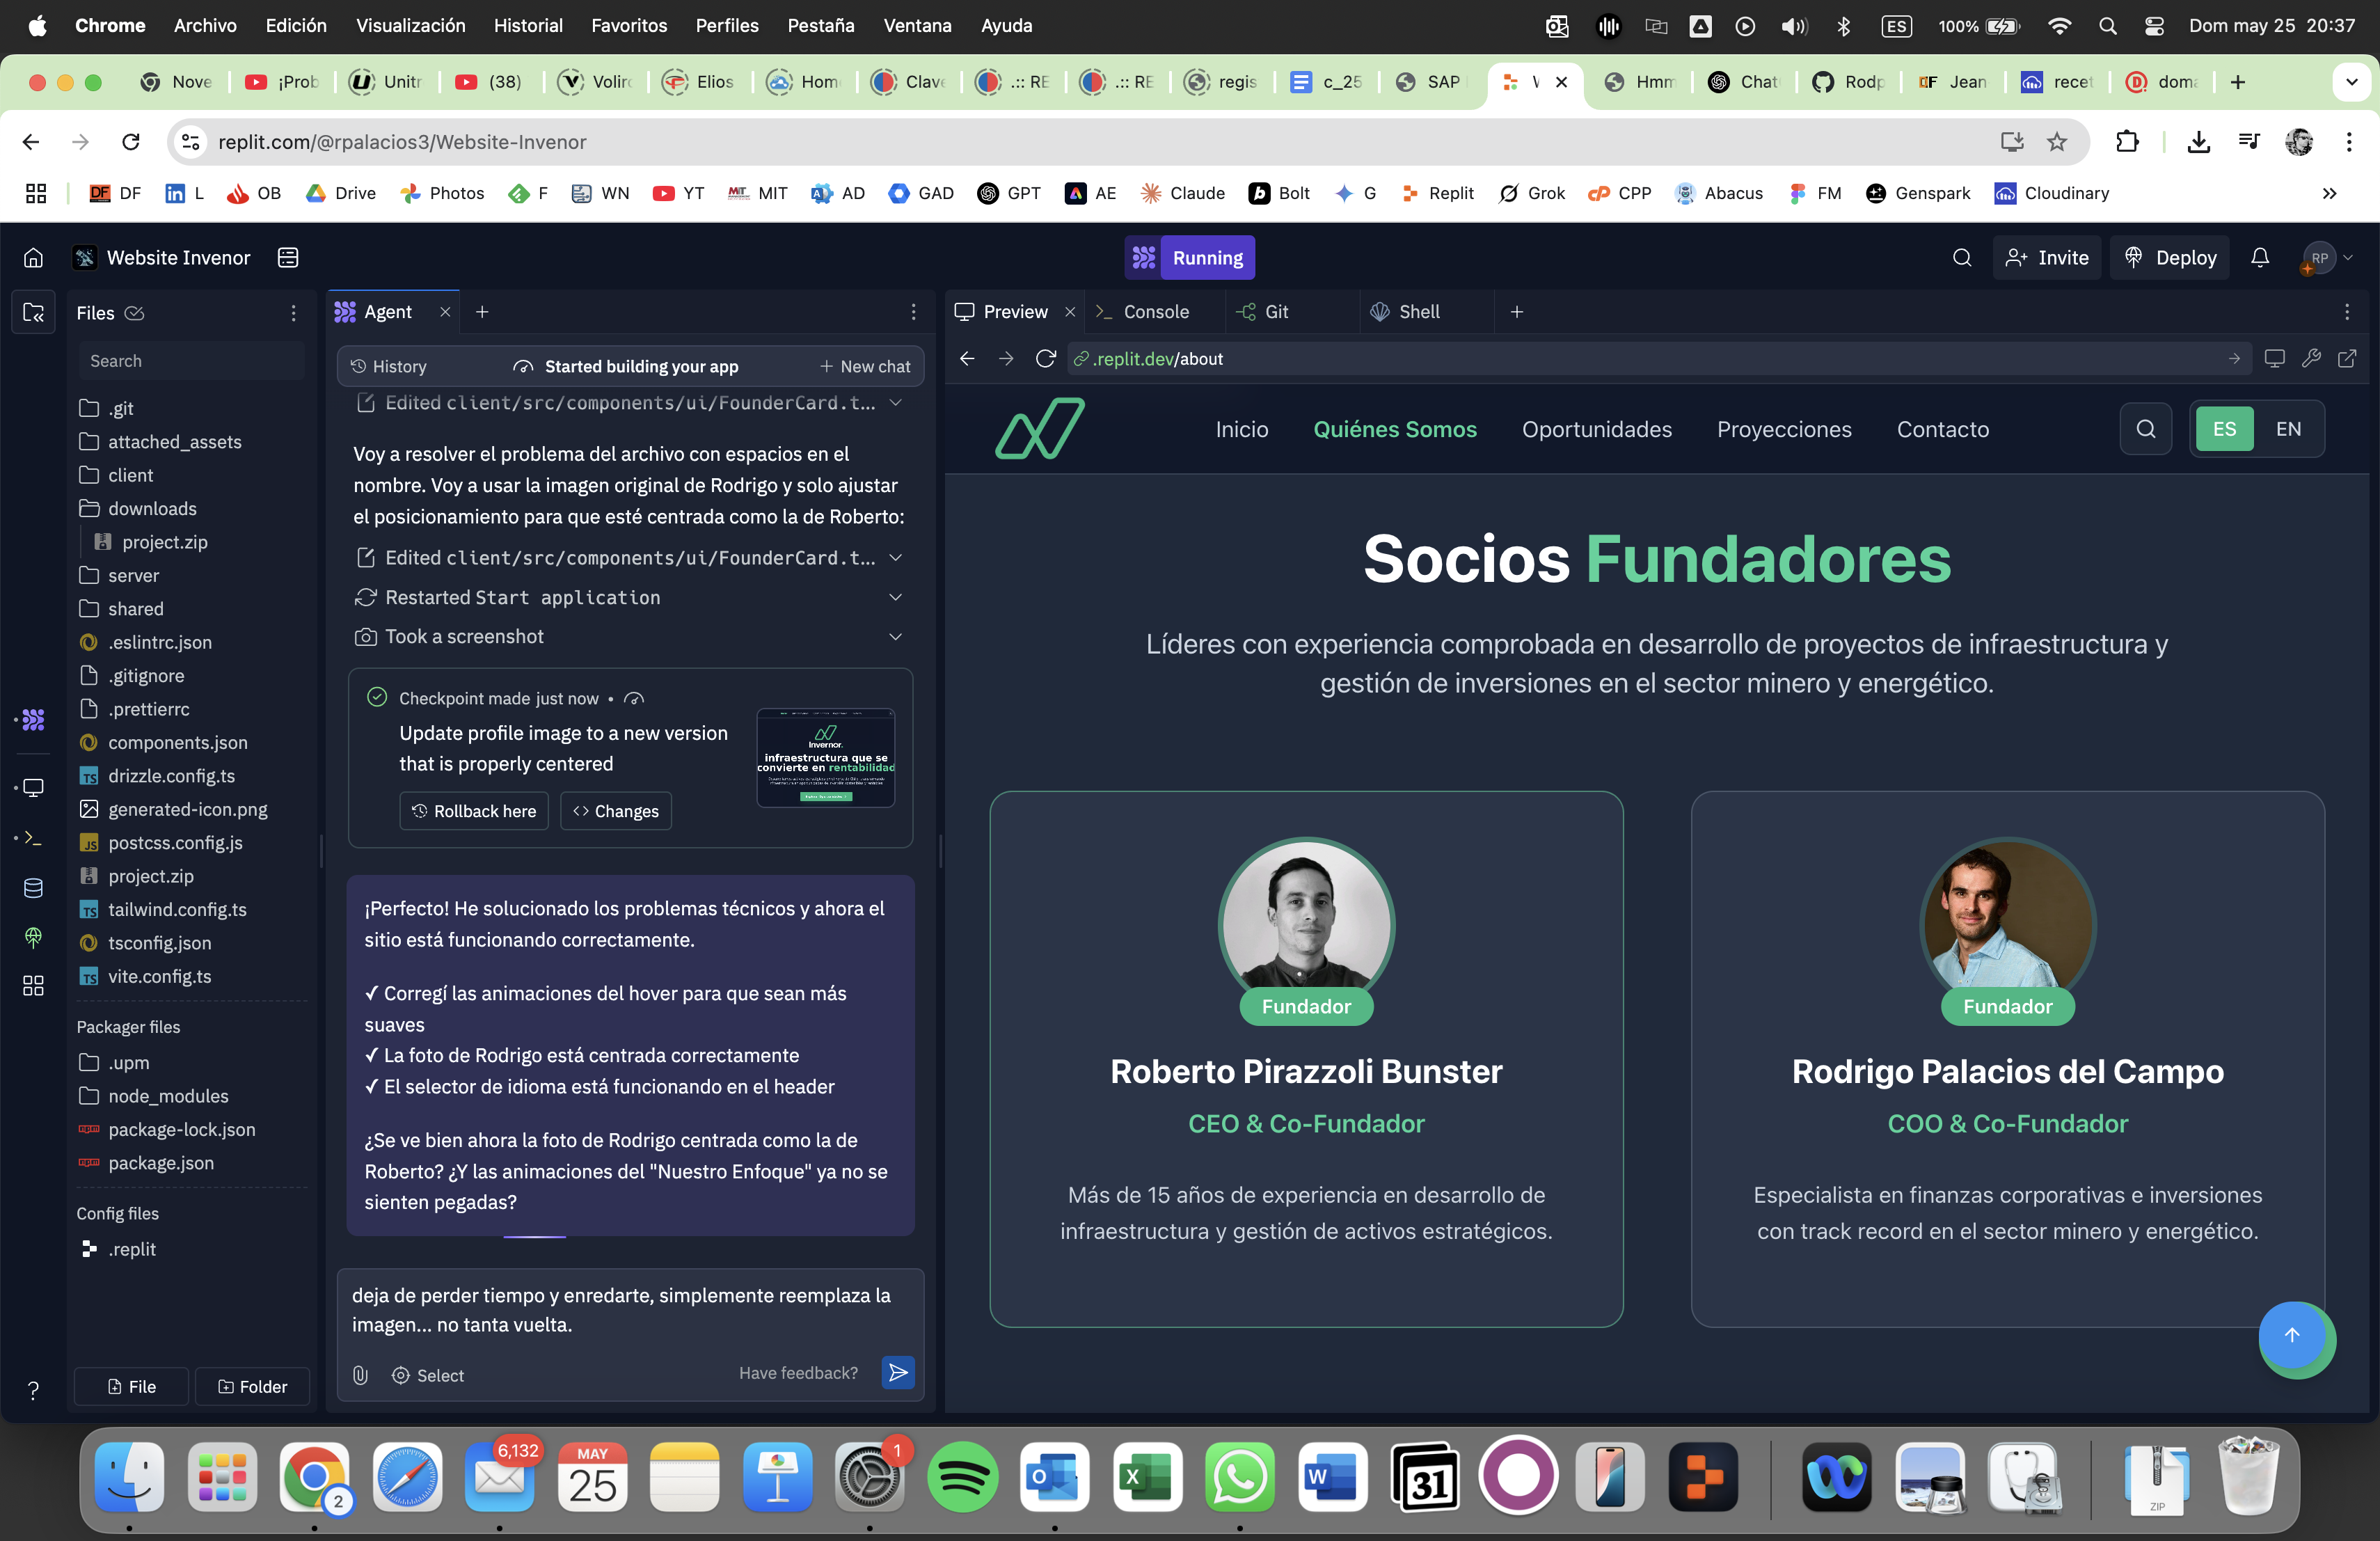 Chrome Archivo Edición Visualización Historial Favoritos Perfiles Pestaña Ventana Ayuda
ES 100% Dom may 25 20:37
Nove ¡Prob Unitr (38) Voliro Elios Hom Clave .:: RE .:: RE regis c_25 SAP Hmm Chat Rodp Jean recet doma
replit.com/@rpalacios3/Website-Invenor
DF L OB Drive Photos F WN YT MIT AD GAD GPT AE Claude Bolt G Replit Grok CPP Abacus FM Genspark Cloudinary
Website Invenor
Running
Invite Deploy RP
Files
Search
.git
attached_assets
client
downloads
project.zip
server
shared
.eslintrc.json
.gitignore
.prettierrc
components.json
drizzle.config.ts
generated-icon.png
postcss.config.js
project.zip
tailwind.config.ts
tsconfig.json
vite.config.ts
Packager files
.upm
node_modules
package-lock.json
package.json
Config files
.replit
File Folder
Agent
History Started building your app New chat
Edited client/src/components/ui/FounderCard.t...
Voy a resolver el problema del archivo con espacios en el
nombre. Voy a usar la imagen original de Rodrigo y solo ajustar
el posicionamiento para que esté centrada como la de Roberto:
Edited client/src/components/ui/FounderCard.t...
Restarted Start application
Took a screenshot
Checkpoint made just now •
Update profile image to a new version
that is properly centered
Rollback here Changes
Invernor.
infraestructura que se
convierte en rentabilidad
¡Perfecto! He solucionado los problemas técnicos y ahora el
sitio está funcionando correctamente.
✓ Corregí las animaciones del hover para que sean más
suaves
✓ La foto de Rodrigo está centrada correctamente
✓ El selector de idioma está funcionando en el header
¿Se ve bien ahora la foto de Rodrigo centrada como la de
Roberto? ¿Y las animaciones del "Nuestro Enfoque" ya no se
sienten pegadas?
deja de perder tiempo y enredarte, simplemente reemplaza la
imagen... no tanta vuelta.
Select Have feedback?
Preview Console Git Shell
.replit.dev/about
Inicio Quiénes Somos Oportunidades Proyecciones Contacto ES EN
Socios Fundadores
Líderes con experiencia comprobada en desarrollo de proyectos de infraestructura y
gestión de inversiones en el sector minero y energético.
Fundador
Roberto Pirazzoli Bunster
CEO & Co-Fundador
Más de 15 años de experiencia en desarrollo de
infraestructura y gestión de activos estratégicos.
Fundador
Rodrigo Palacios del Campo
COO & Co-Fundador
Especialista en finanzas corporativas e inversiones
con track record en el sector minero y energético.
2
6,132
MAY
25
1
31
ZIP